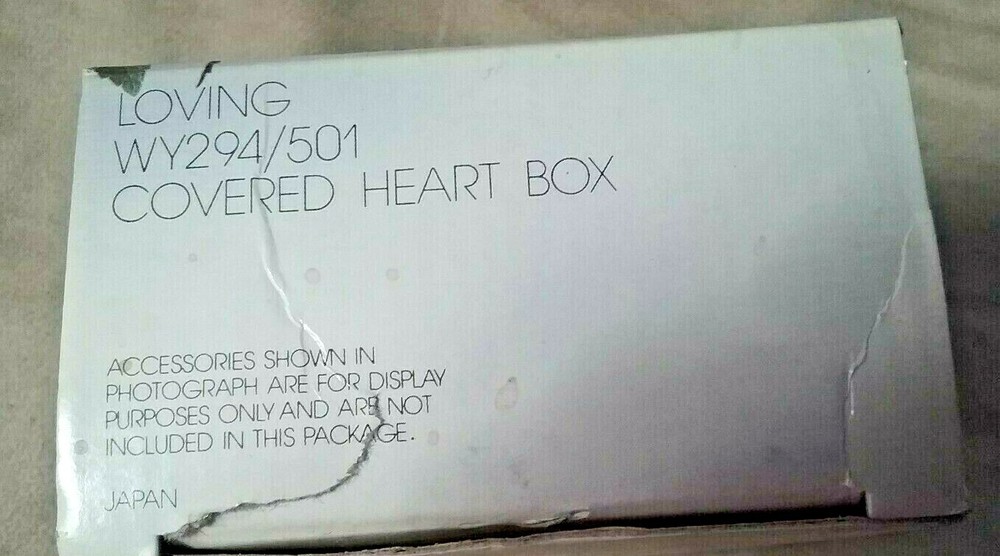 LOVING
WY294/501
COVERED HEART BOX
ACCESSORIES SHOWN IN
PHOTOGRAPH ARE FOR DISPLAY
PURPOSES ONLY AND ARE NOT
INCLUDED IN THIS PACKAGE.
JAPAN